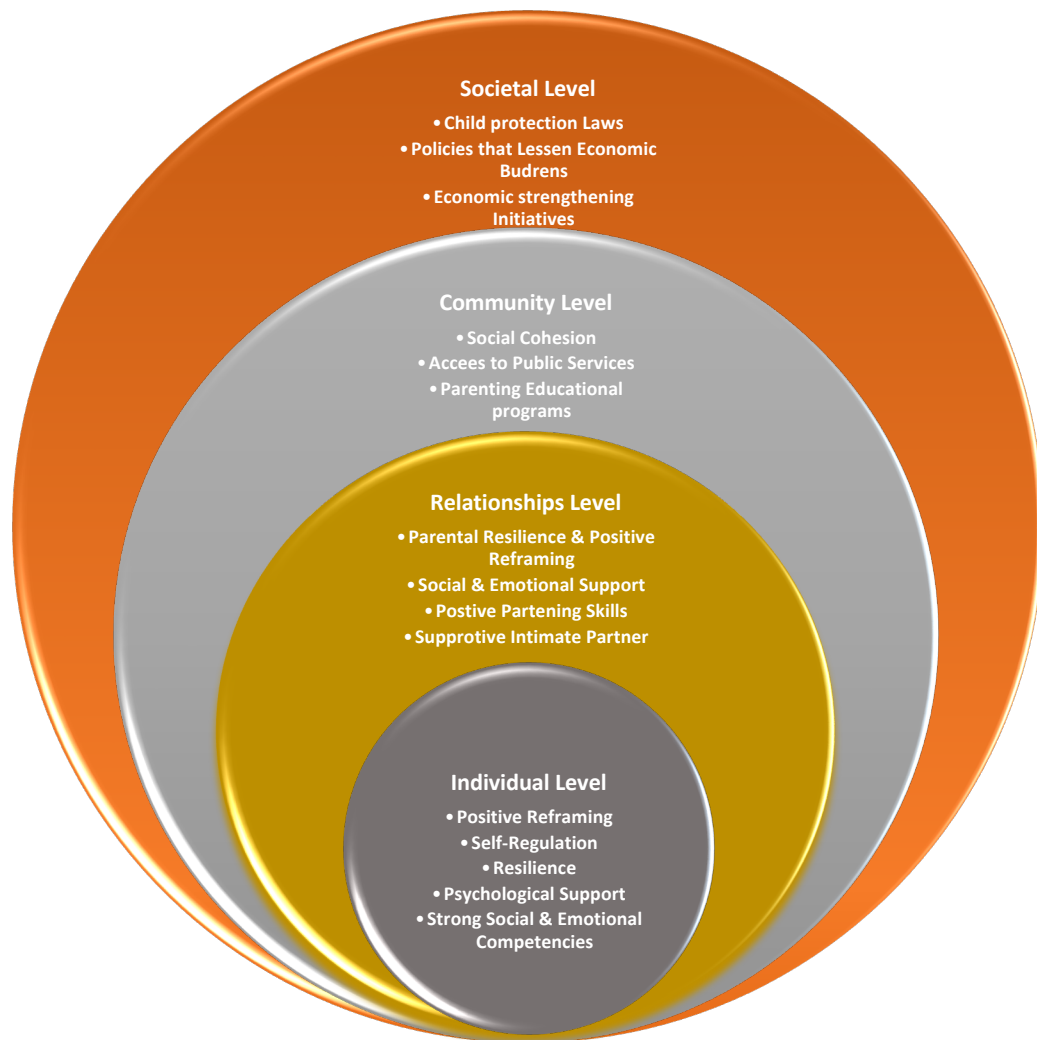 Societal Level
• Child protection Laws
• Policies that Lessen Economic
Budrens
• Economic strengthening
Initiatives
Community Level
• Social Cohesion
• Accees to Public Services
• Parenting Educational
programs
Relationships Level
• Parental Resilience & Positive
Reframing
• Social & Emotional Support
• Postive Partening Skills
• Supprotive Intimate Partner
Individual Level
• Positive Reframing
• Self-Regulation
• Resilience
• Psychological Support
• Strong Social & Emotional
Competencies